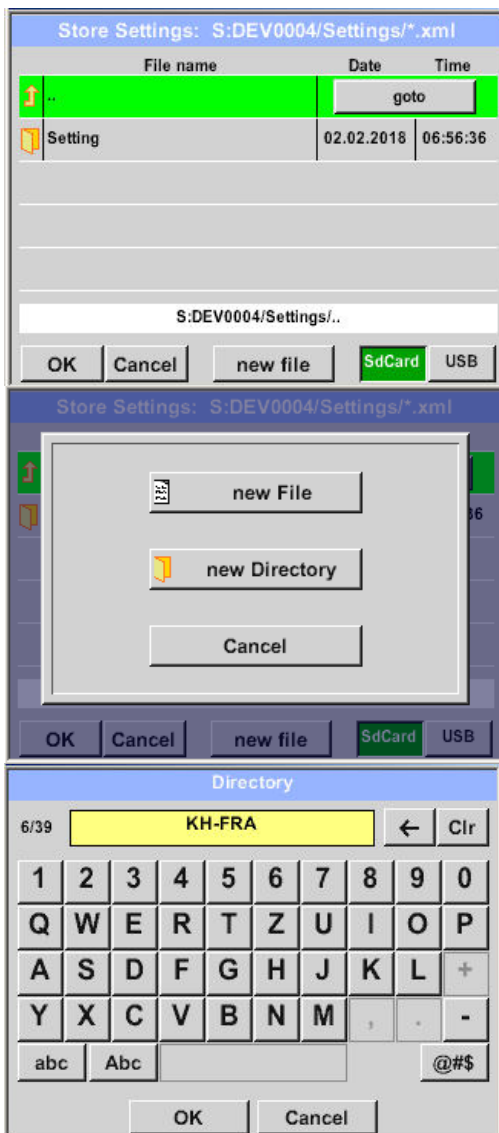 Store Settings: S:DEV0004/Settings/*.xml
File name Date Time
.. goto
Setting 02.02.2018 06:56:36
S:DEV0004/Settings/..
OK Cancel new file SdCard USB
Store Settings: S:DEV0004/Settings/*.xml
36
new File
new Directory
Cancel
OK Cancel new file SdCard USB
Directory
6/39 KH-FRA ← Clr
1 2 3 4 5 6 7 8 9 0
Q W E R T Z U I O P
A S D F G H J K L +
Y X C V B N M , . -
abc Abc @#$
OK Cancel